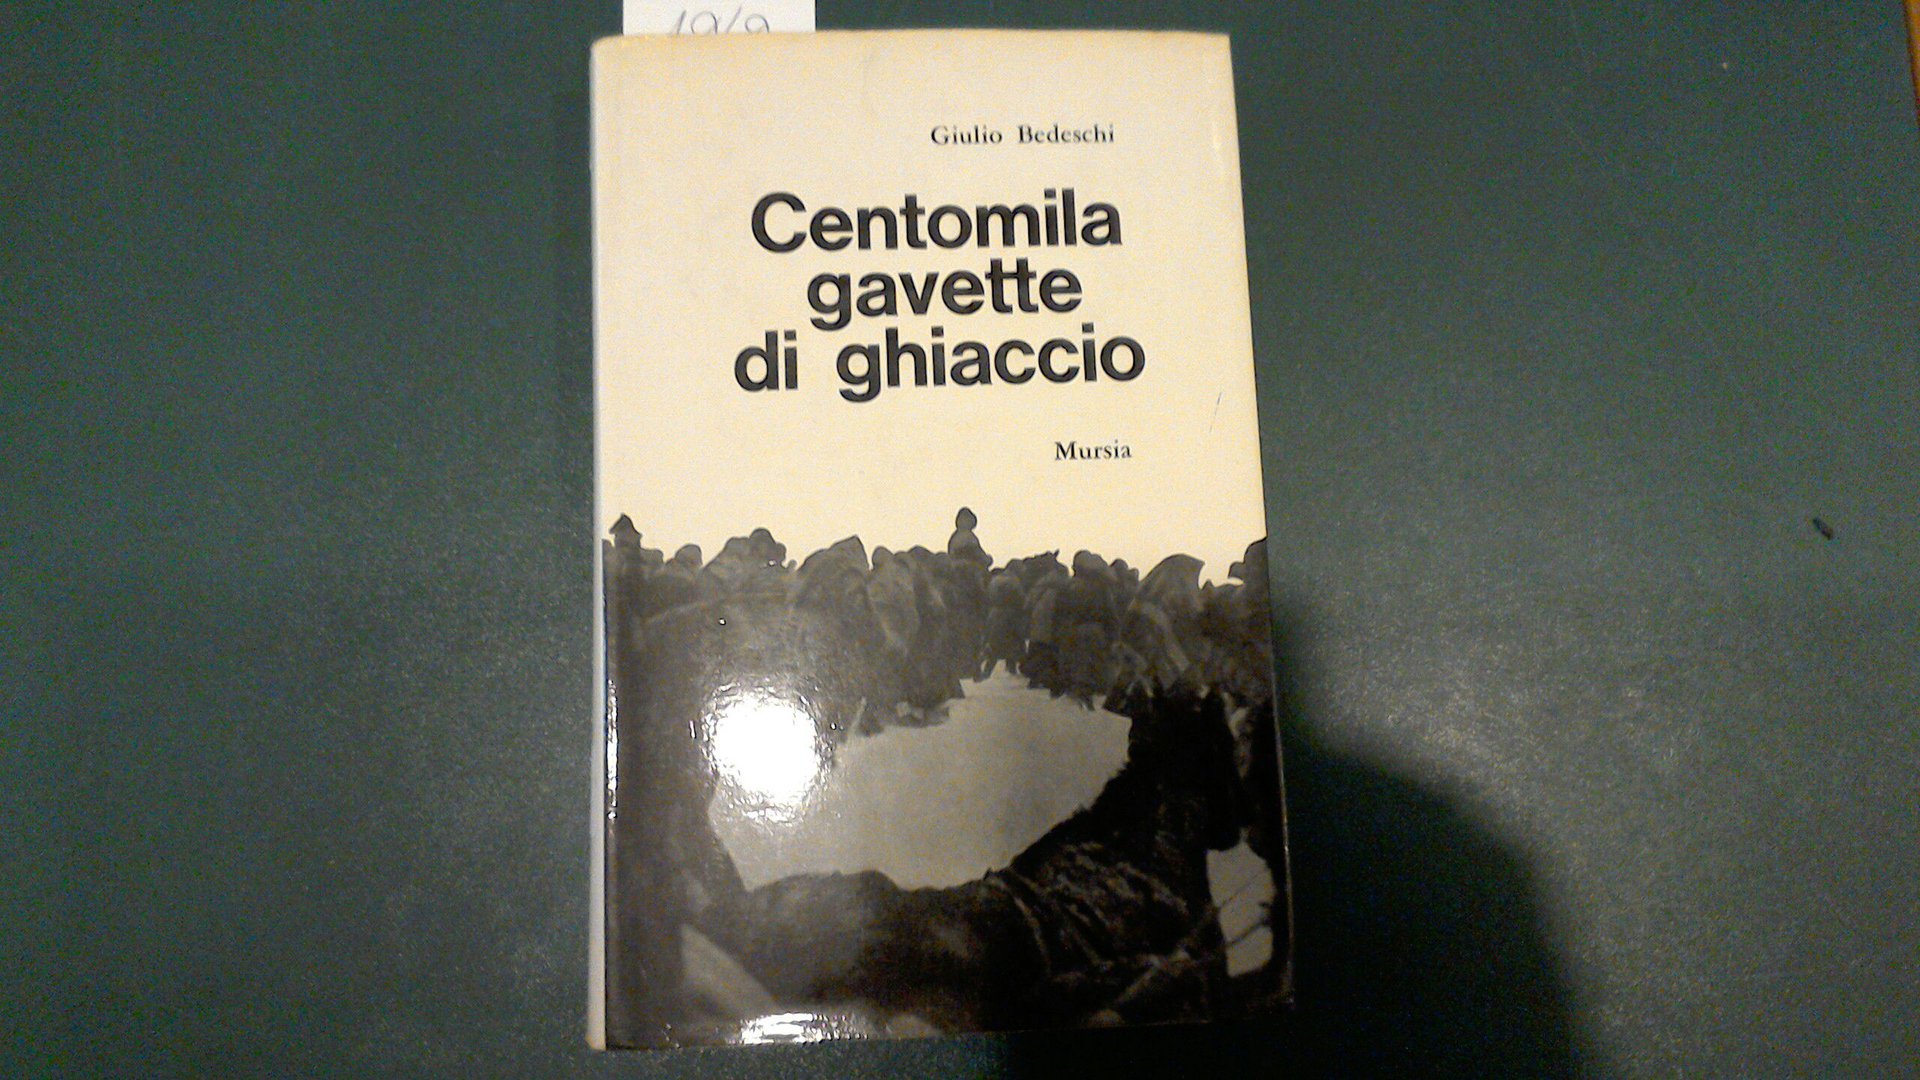 Giulio Bedeschi
Centomila
gavette
di ghiaccio
Mursia